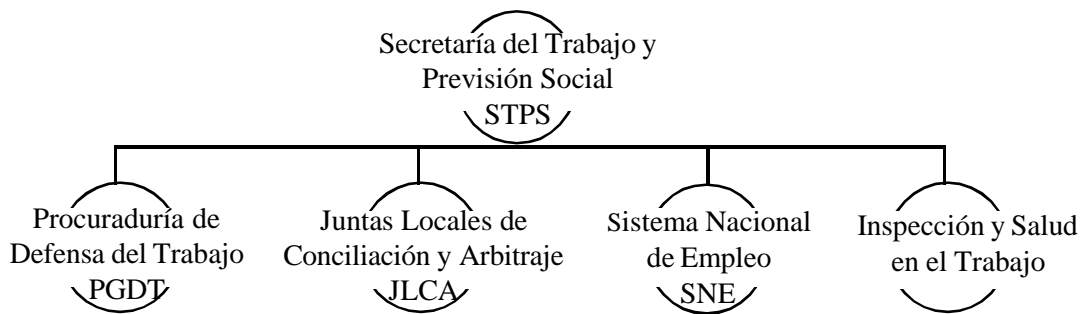 Secretaría del Trabajo y
Previsión Social
STPS
Procuraduría de
Defensa del Trabajo
PGDT
Juntas Locales de
Conciliación y Arbitraje
JLCA
Sistema Nacional
de Empleo
SNE
Inspección y Salud
en el Trabajo